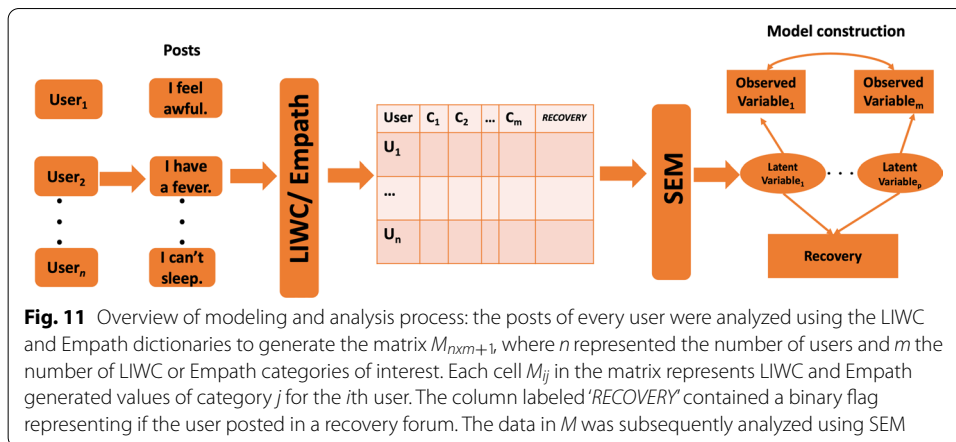 Posts
Model construction
User₁
I feel
awful.
User₂
I have
a fever.
User
n
I can't
sleep.
LIWC/ Empath
User C₁ C₂ ... Cₘ RECOVERY
U₁
...
Uₙ
SEM
Observed
Variable₁
Observed
Variableₘ
Latent
Variable₁
. . .
Latent
Variableₚ
Recovery
Fig. 11 Overview of modeling and analysis process: the posts of every user were analyzed using the LIWC
and Empath dictionaries to generate the matrix Mnxm+1, where n represented the number of users and m the
number of LIWC or Empath categories of interest. Each cell Mij in the matrix represents LIWC and Empath
generated values of category j for the ith user. The column labeled 'RECOVERY' contained a binary flag
representing if the user posted in a recovery forum. The data in M was subsequently analyzed using SEM